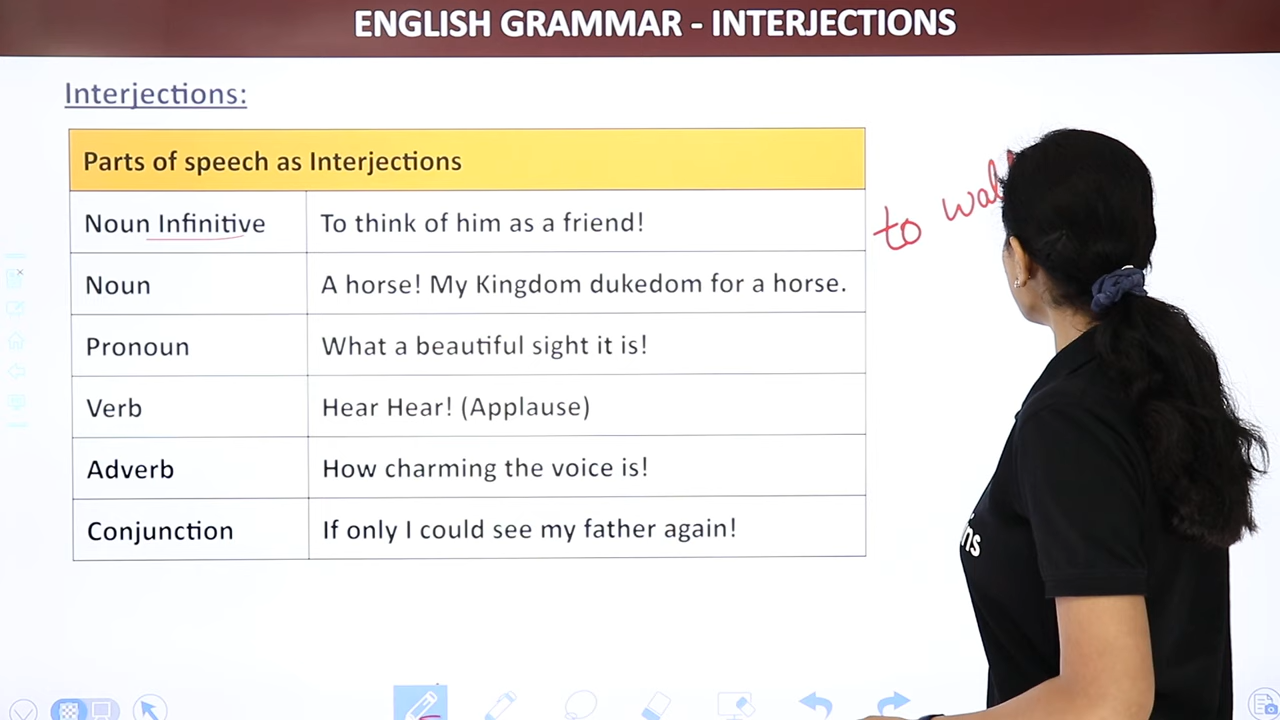 ENGLISH GRAMMAR - INTERJECTIONS
Interjections:
Parts of speech as Interjections
Noun Infinitive To think of him as a friend!
to
Noun A horse! My Kingdom dukedom for a horse.
Pronoun What a beautiful sight it is!
Verb Hear Hear! (Applause)
Adverb How charming the voice is!
Conjunction If only I could see my father again!